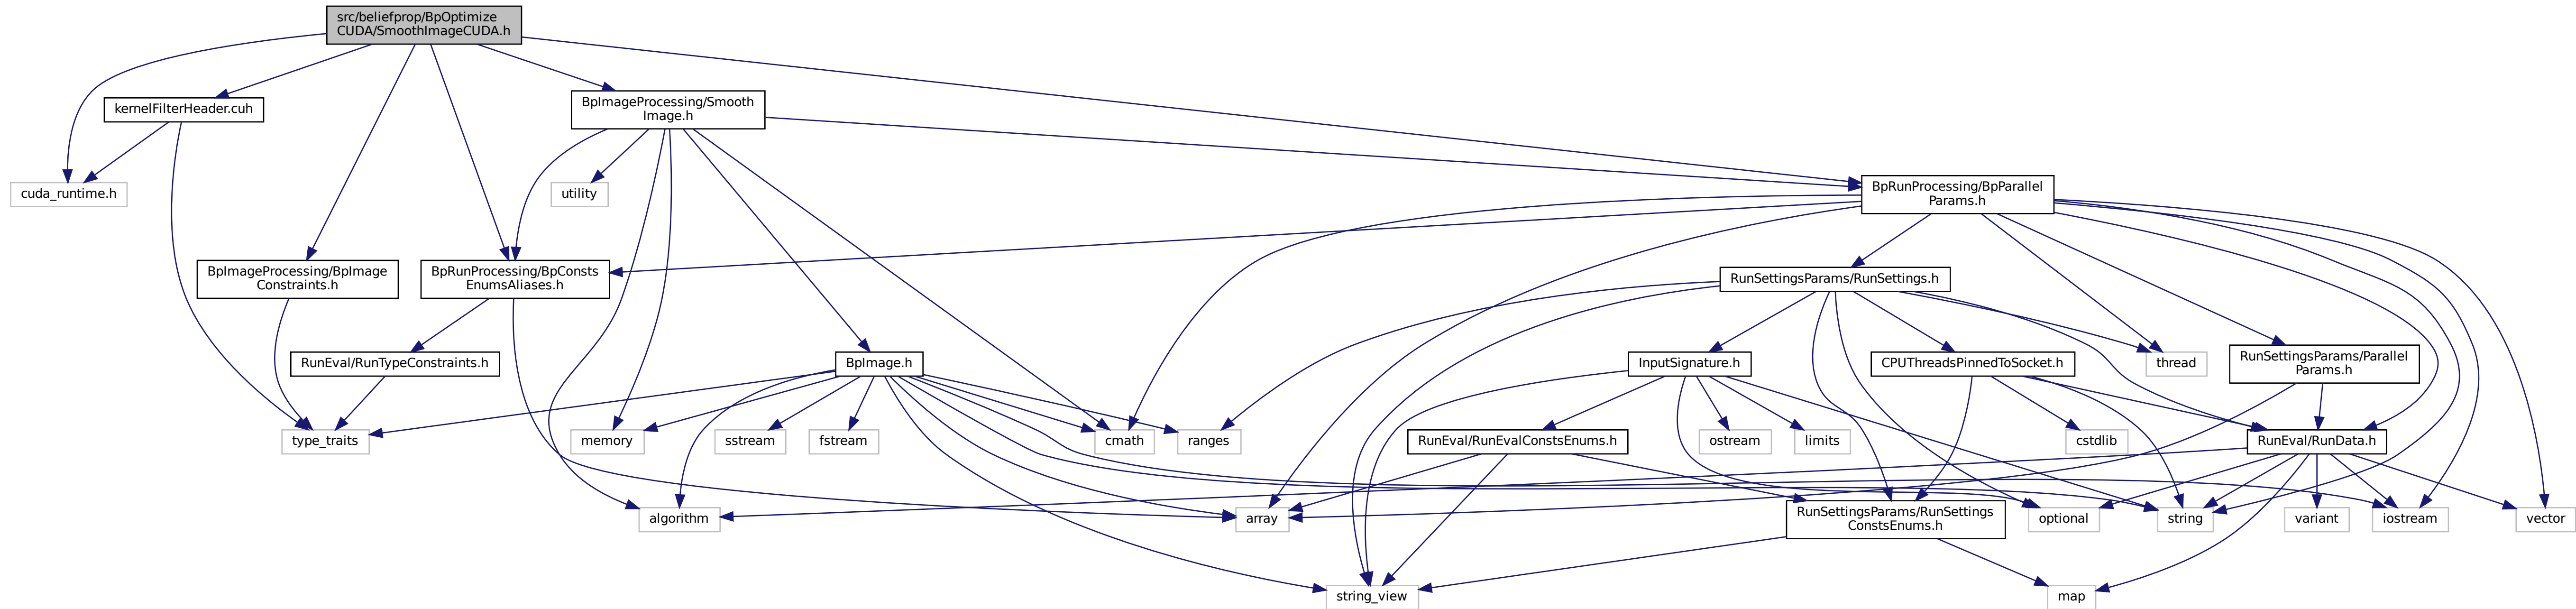 src/beliefprop/BpOptimize
CUDA/SmoothImageCUDA.h
kernelFilterHeader.cuh
BpImageProcessing/Smooth
Image.h
cuda_runtime.h
utility
BpRunProcessing/BpParallel
Params.h
BpImageProcessing/BpImage
Constraints.h
BpRunProcessing/BpConsts
EnumsAliases.h
RunSettingsParams/RunSettings.h
RunEval/RunTypeConstraints.h
BpImage.h
InputSignature.h
CPUThreadsPinnedToSocket.h
thread
RunSettingsParams/Parallel
Params.h
type_traits
memory
sstream
fstream
cmath
ranges
RunEval/RunEvalConstsEnums.h
ostream
limits
cstdlib
RunEval/RunData.h
algorithm
array
RunSettingsParams/RunSettings
ConstsEnums.h
optional
string
variant
iostream
vector
string_view
map